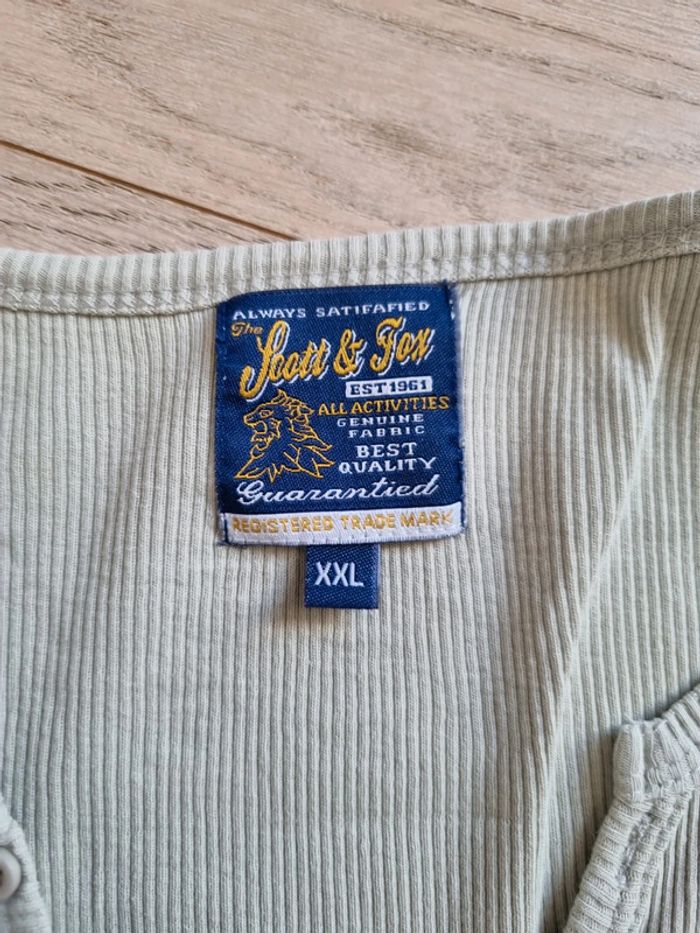 ALWAYS SATIFAFIED
The
Scott & Fox
EST 1961
ALL ACTIVITIES
GENUINE
FABRIC
BEST
QUALITY
Guarantied
REGISTERED TRADE MARK
XXL